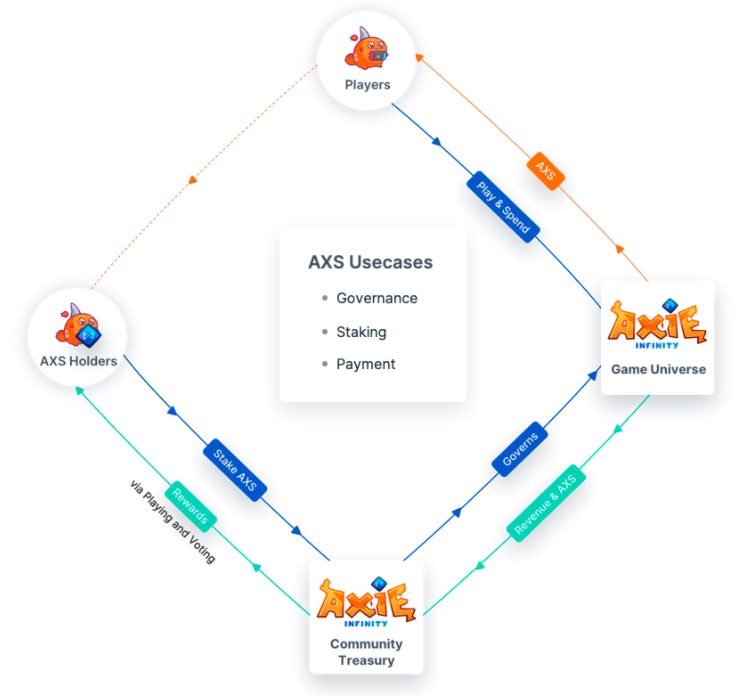 Players
AXS
Play & Spend
AXS Usecases
Governance
Staking
Payment
AXS Holders
AXIE
INFINITY
Game Universe
Stake AXS
Governs
Rewards
via Playing and Voting
Revenue & AXS
AXIE
INFINITY
Community
Treasury